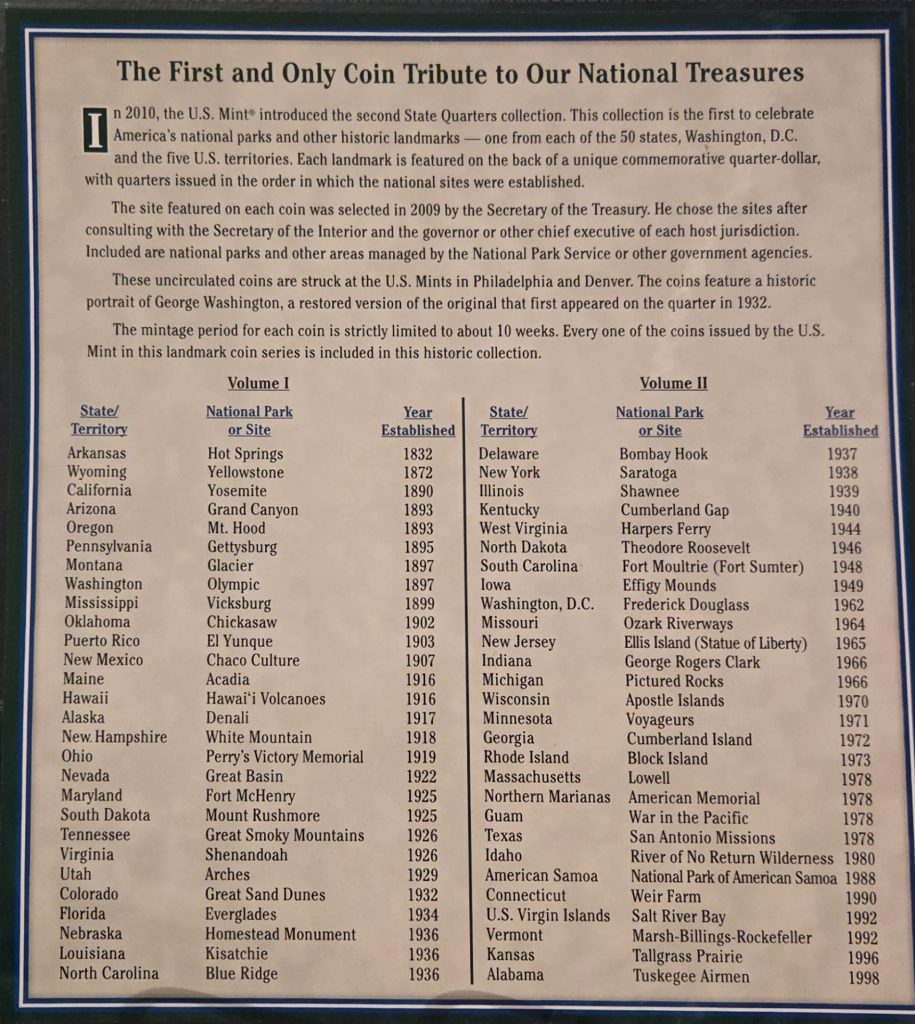 The First and Only Coin Tribute to Our National Treasures
In 2010, the U.S. Mint® introduced the second State Quarters collection. This collection is the first to celebrate
America's national parks and other historic landmarks — one from each of the 50 states, Washington, D.C.
and the five U.S. territories. Each landmark is featured on the back of a unique commemorative quarter-dollar,
with quarters issued in the order in which the national sites were established.
The site featured on each coin was selected in 2009 by the Secretary of the Treasury. He chose the sites after
consulting with the Secretary of the Interior and the governor or other chief executive of each host jurisdiction.
Included are national parks and other areas managed by the National Park Service or other government agencies.
These uncirculated coins are struck at the U.S. Mints in Philadelphia and Denver. The coins feature a historic
portrait of George Washington, a restored version of the original that first appeared on the quarter in 1932.
The mintage period for each coin is strictly limited to about 10 weeks. Every one of the coins issued by the U.S.
Mint in this landmark coin series is included in this historic collection.
Volume I
State/ National Park Year
Territory or Site Established
Arkansas Hot Springs 1832
Wyoming Yellowstone 1872
California Yosemite 1890
Arizona Grand Canyon 1893
Oregon Mt. Hood 1893
Pennsylvania Gettysburg 1895
Montana Glacier 1897
Washington Olympic 1897
Mississippi Vicksburg 1899
Oklahoma Chickasaw 1902
Puerto Rico El Yunque 1903
New Mexico Chaco Culture 1907
Maine Acadia 1916
Hawaii Hawai‘i Volcanoes 1916
Alaska Denali 1917
New Hampshire White Mountain 1918
Ohio Perry's Victory Memorial 1919
Nevada Great Basin 1922
Maryland Fort McHenry 1925
South Dakota Mount Rushmore 1925
Tennessee Great Smoky Mountains 1926
Virginia Shenandoah 1926
Utah Arches 1929
Colorado Great Sand Dunes 1932
Florida Everglades 1934
Nebraska Homestead Monument 1936
Louisiana Kisatchie 1936
North Carolina Blue Ridge 1936
Volume II
State/ National Park Year
Territory or Site Established
Delaware Bombay Hook 1937
New York Saratoga 1938
Illinois Shawnee 1939
Kentucky Cumberland Gap 1940
West Virginia Harpers Ferry 1944
North Dakota Theodore Roosevelt 1946
South Carolina Fort Moultrie (Fort Sumter) 1948
Iowa Effigy Mounds 1949
Washington, D.C. Frederick Douglass 1962
Missouri Ozark Riverways 1964
New Jersey Ellis Island (Statue of Liberty) 1965
Indiana George Rogers Clark 1966
Michigan Pictured Rocks 1966
Wisconsin Apostle Islands 1970
Minnesota Voyageurs 1971
Georgia Cumberland Island 1972
Rhode Island Block Island 1973
Massachusetts Lowell 1978
Northern Marianas American Memorial 1978
Guam War in the Pacific 1978
Texas San Antonio Missions 1978
Idaho River of No Return Wilderness 1980
American Samoa National Park of American Samoa 1988
Connecticut Weir Farm 1990
U.S. Virgin Islands Salt River Bay 1992
Vermont Marsh-Billings-Rockefeller 1992
Kansas Tallgrass Prairie 1996
Alabama Tuskegee Airmen 1998